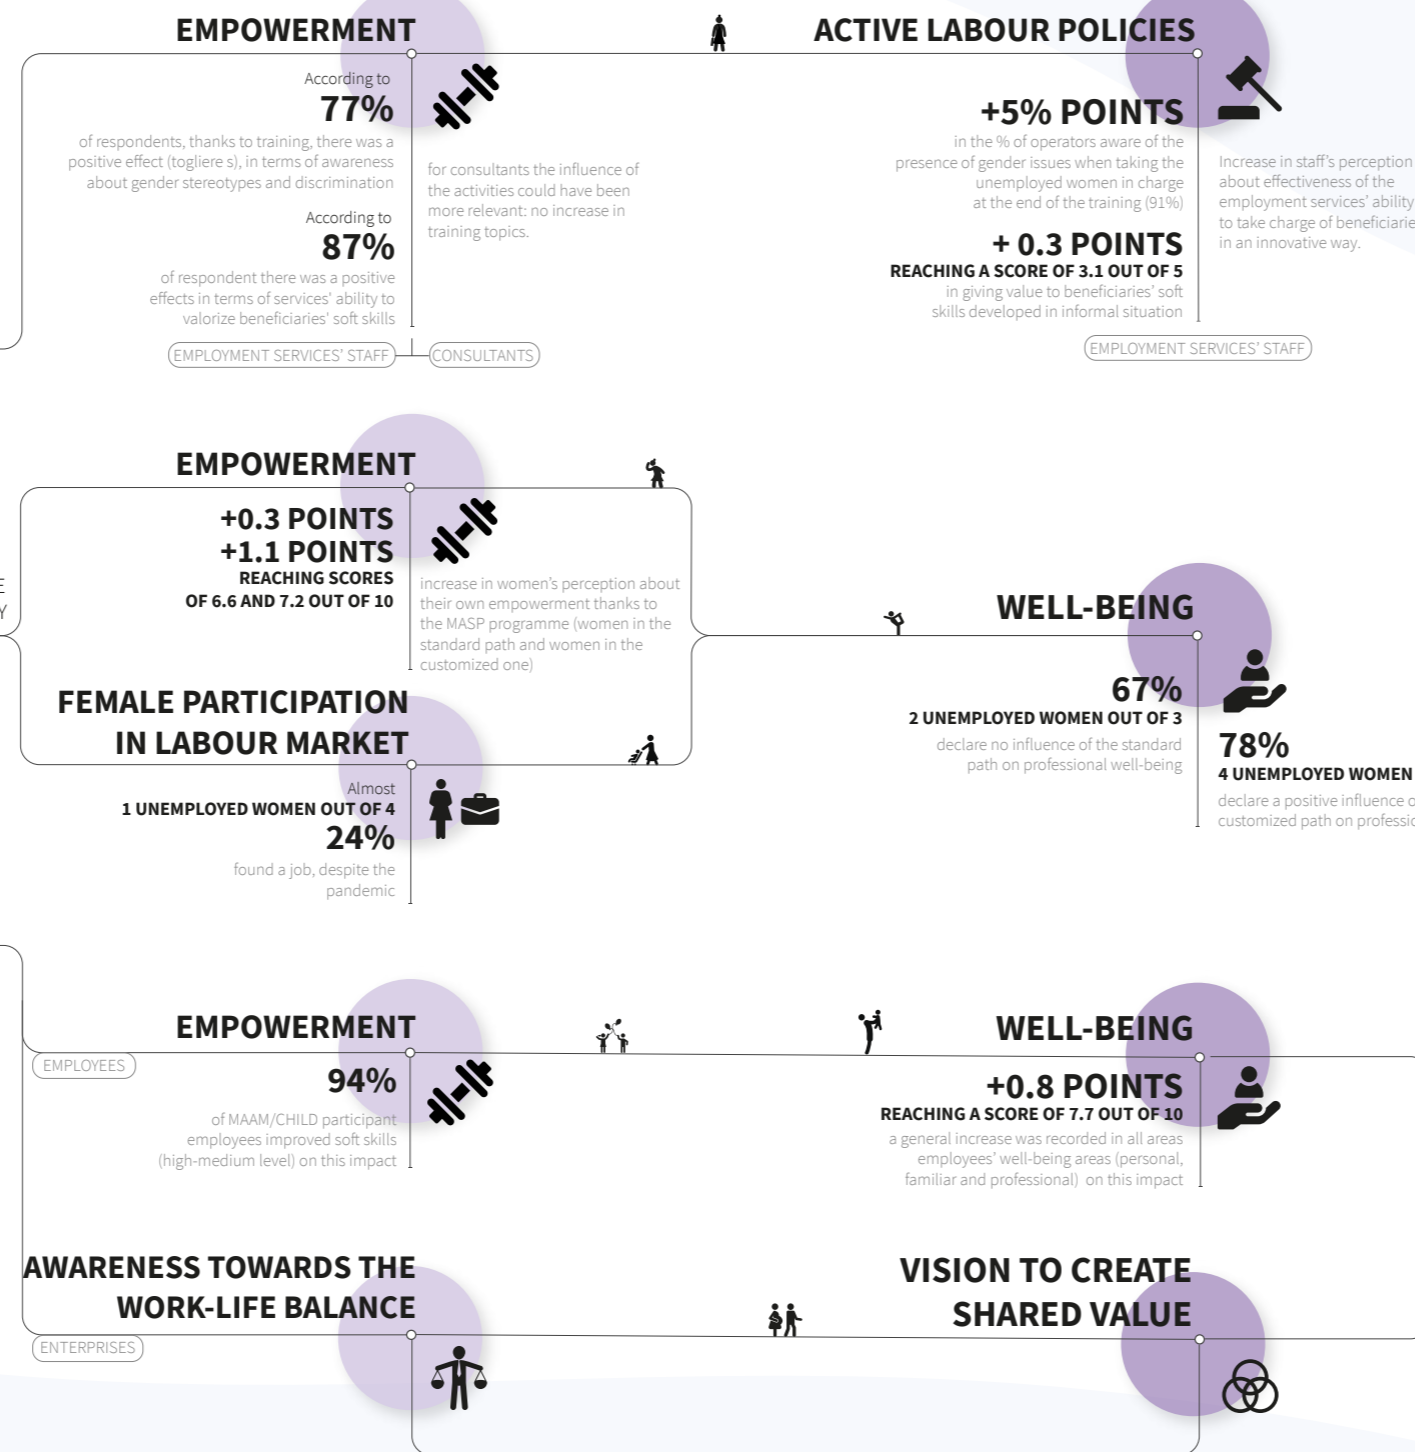 EMPOWERMENT
According to
77%
of respondents, thanks to training, there was a
positive effect (togliere s), in terms of awareness
about gender stereotypes and discrimination
According to
87%
of respondent there was a positive
effects in terms of services' ability to
valorize beneficiaries' soft skills
for consultants the influence of
the activities could have been
more relevant: no increase in
training topics.
EMPLOYMENT SERVICES' STAFF
CONSULTANTS
ACTIVE LABOUR POLICIES
+5% POINTS
in the % of operators aware of the
presence of gender issues when taking the
unemployed women in charge
at the end of the training (91%)
+ 0.3 POINTS
REACHING A SCORE OF 3.1 OUT OF 5
in giving value to beneficiaries' soft
skills developed in informal situation
Increase in staff's perception
about effectiveness of the
employment services' ability
to take charge of beneficiarie
in an innovative way.
EMPLOYMENT SERVICES' STAFF
E
Y
EMPOWERMENT
+0.3 POINTS
+1.1 POINTS
REACHING SCORES
OF 6.6 AND 7.2 OUT OF 10
increase in women's perception about
their own empowerment thanks to
the MASP programme (women in the
standard path and women in the
customized one)
FEMALE PARTICIPATION
IN LABOUR MARKET
Almost
1 UNEMPLOYED WOMEN OUT OF 4
24%
found a job, despite the
pandemic
WELL-BEING
67%
2 UNEMPLOYED WOMEN OUT OF 3
declare no influence of the standard
path on professional well-being
78%
4 UNEMPLOYED WOMEN
declare a positive influence o
customized path on professio
EMPOWERMENT
EMPLOYEES
94%
of MAAM/CHILD participant
employees improved soft skills
(high-medium level) on this impact
WELL-BEING
+0.8 POINTS
REACHING A SCORE OF 7.7 OUT OF 10
a general increase was recorded in all areas
employees' well-being areas (personal,
familiar and professional) on this impact
AWARENESS TOWARDS THE
WORK-LIFE BALANCE
ENTERPRISES
VISION TO CREATE
SHARED VALUE